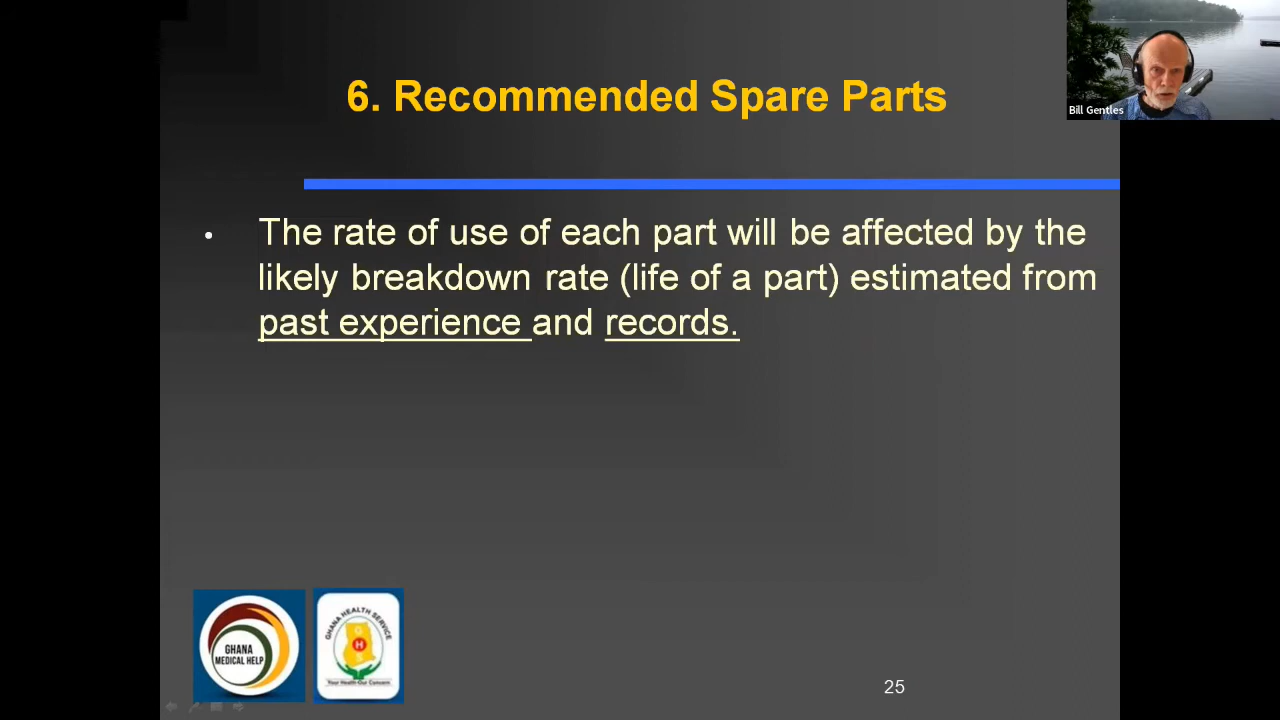 6. Recommended Spare Parts
Bill Gentles
• The rate of use of each part will be affected by the
likely breakdown rate (life of a part) estimated from
past experience and records.
GHANA
MEDICAL HELP
GHANA HEALTH SERVICE
G
H
S
Your Health-Our Concern
25